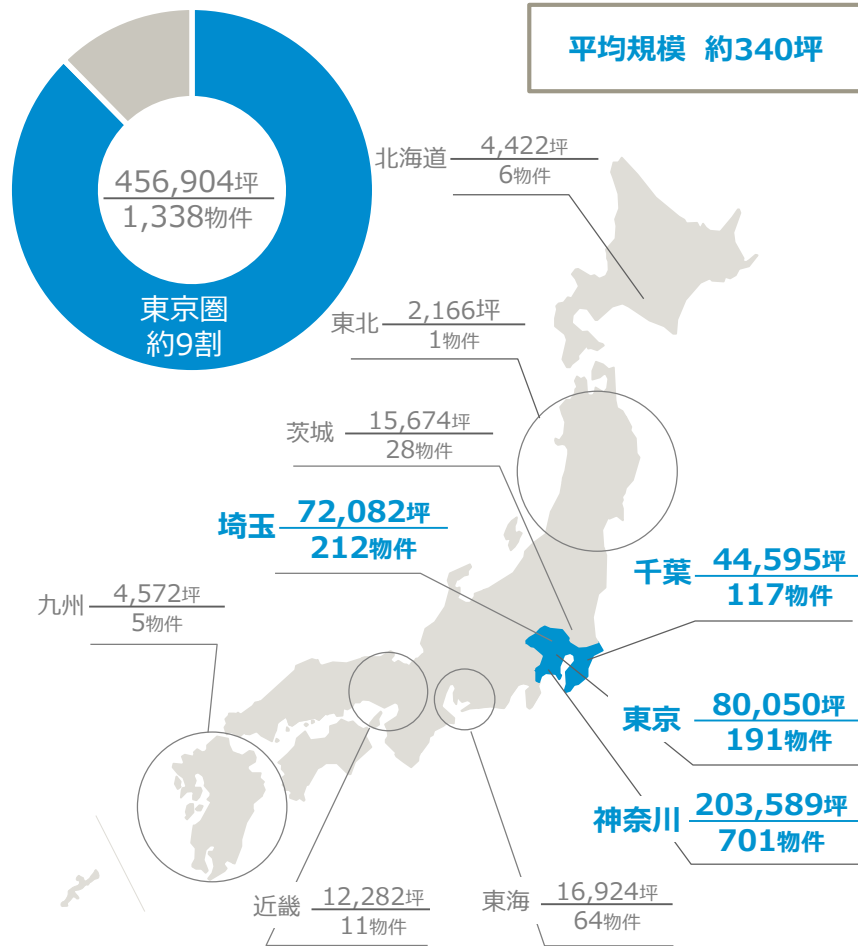 平均規模 約340坪
456,904坪
1,338物件
東京圏
約9割
北海道
4,422坪
6物件
東北
2,166坪
1物件
茨城
15,674坪
28物件
埼玉
72,082坪
212物件
千葉
44,595坪
117物件
九州
4,572坪
5物件
東京
80,050坪
191物件
神奈川
203,589坪
701物件
近畿
12,282坪
11物件
東海
16,924坪
64物件